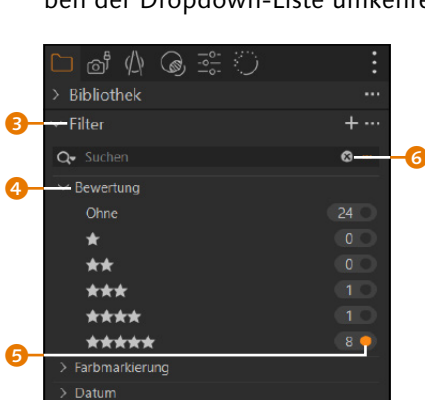 ben der Dropdown-Liste umkehre
> Bibliothek ...
3 Filter + ...
Suchen 6
4 Bewertung
Ohne 24
★ 0
★★ 0
★★★ 1
★★★★ 1
★★★★★ 8
5
> Farbmarkierung
> Datum